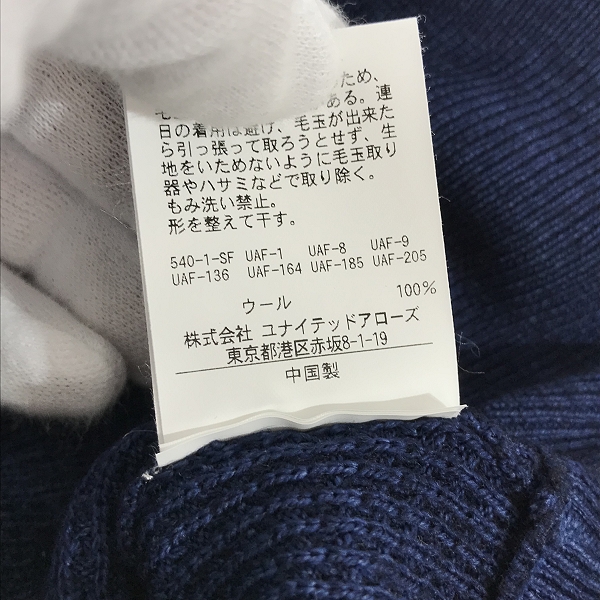 ため、
ある。連
日の着用は避け、毛玉が出来た
ら引っ張って取ろうとせず、生
地をいためないように毛玉取り
器やハサミなどで取り除く。
もみ洗い禁止。
形を整えて干す。
540-1-SF UAF-1 UAF-8 UAF-9
UAF-136 UAF-164 UAF-185 UAF-205
ウール 100%
株式会社 ユナイテッドアローズ
東京都港区赤坂8-1-19
中国製